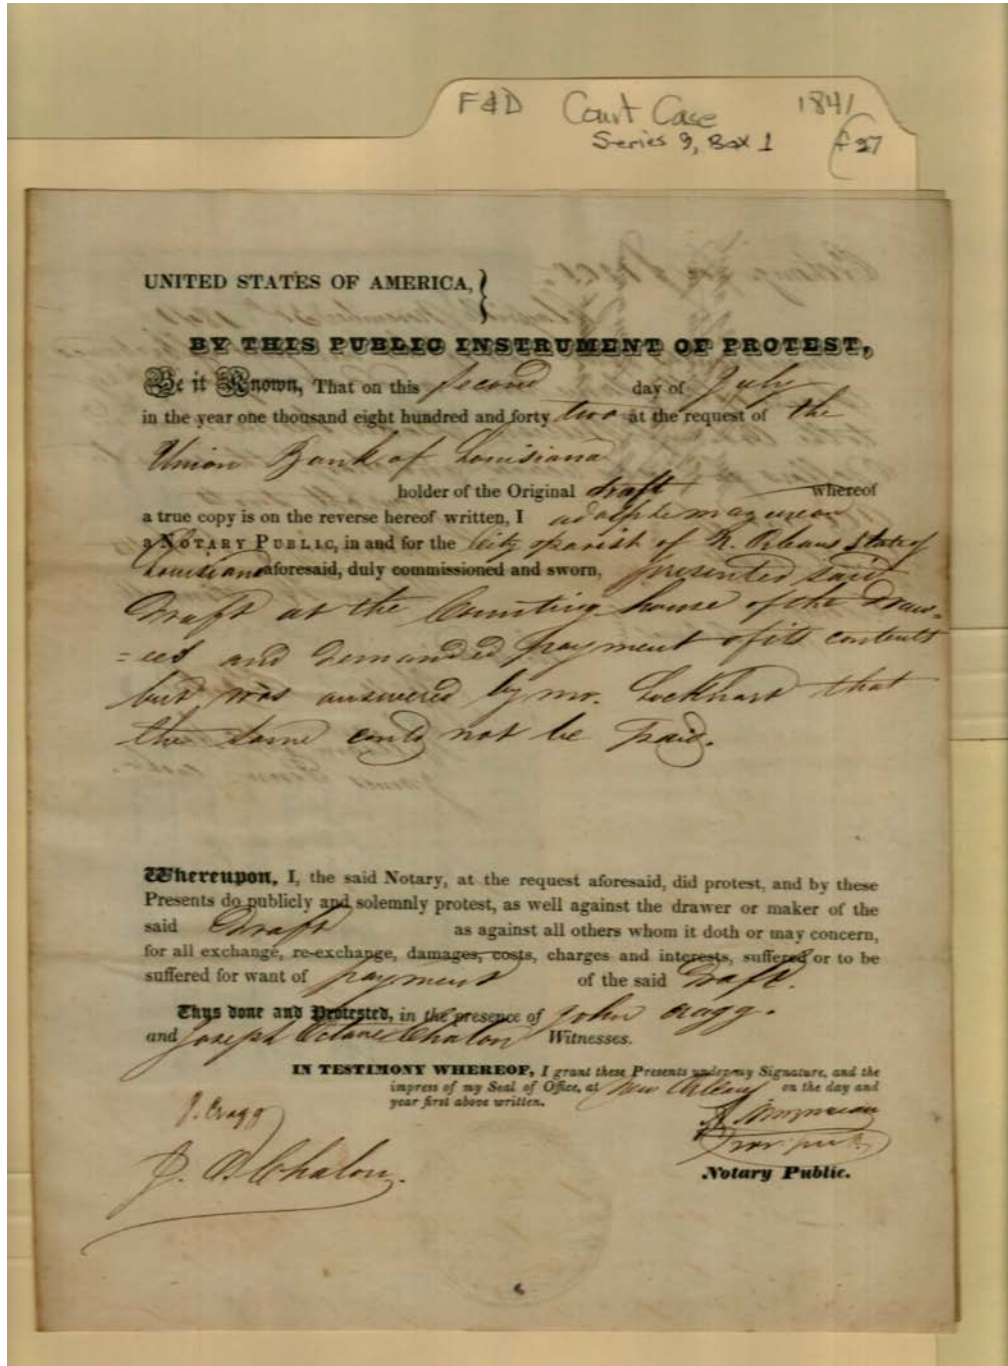 F&D Court Case 1841
Series 3, Box 1 f 27
UNITED STATES OF AMERICA,
BY THIS PUBLIC INSTRUMENT OF PROTEST,
Be it Known, That on this second day of July
in the year one thousand eight hundred and forty two at the request of the
Union Bank of Louisiana
holder of the Original draft whereof
a true copy is on the reverse hereof written, I adolphe mazureau
a NOTARY PUBLIC, in and for the City & parish of N. Orleans State of
Louisiana aforesaid, duly commissioned and sworn, presented said
draft at the Counting house of the draw-
=ees and demanded payment of its contents
but was answered by mr. Lockhart that
the same could not be paid.
Whereupon, I, the said Notary, at the request aforesaid, did protest, and by these
Presents do publicly and solemnly protest, as well against the drawer or maker of the
said Draft as against all others whom it doth or may concern,
for all exchange, re-exchange, damages, costs, charges and interests, suffered or to be
suffered for want of payment of the said Draft.
Thus done and Protested, in the presence of John Cragg.
and Joseph Octave Chalon Witnesses.
IN TESTIMONY WHEREOF, I grant these Presents under my Signature, and the
impress of my Seal of Office, at New Orleans on the day and
year first above written.
J. Cragg
A. Mazureau
J. O. Chalon.
Notary Public.